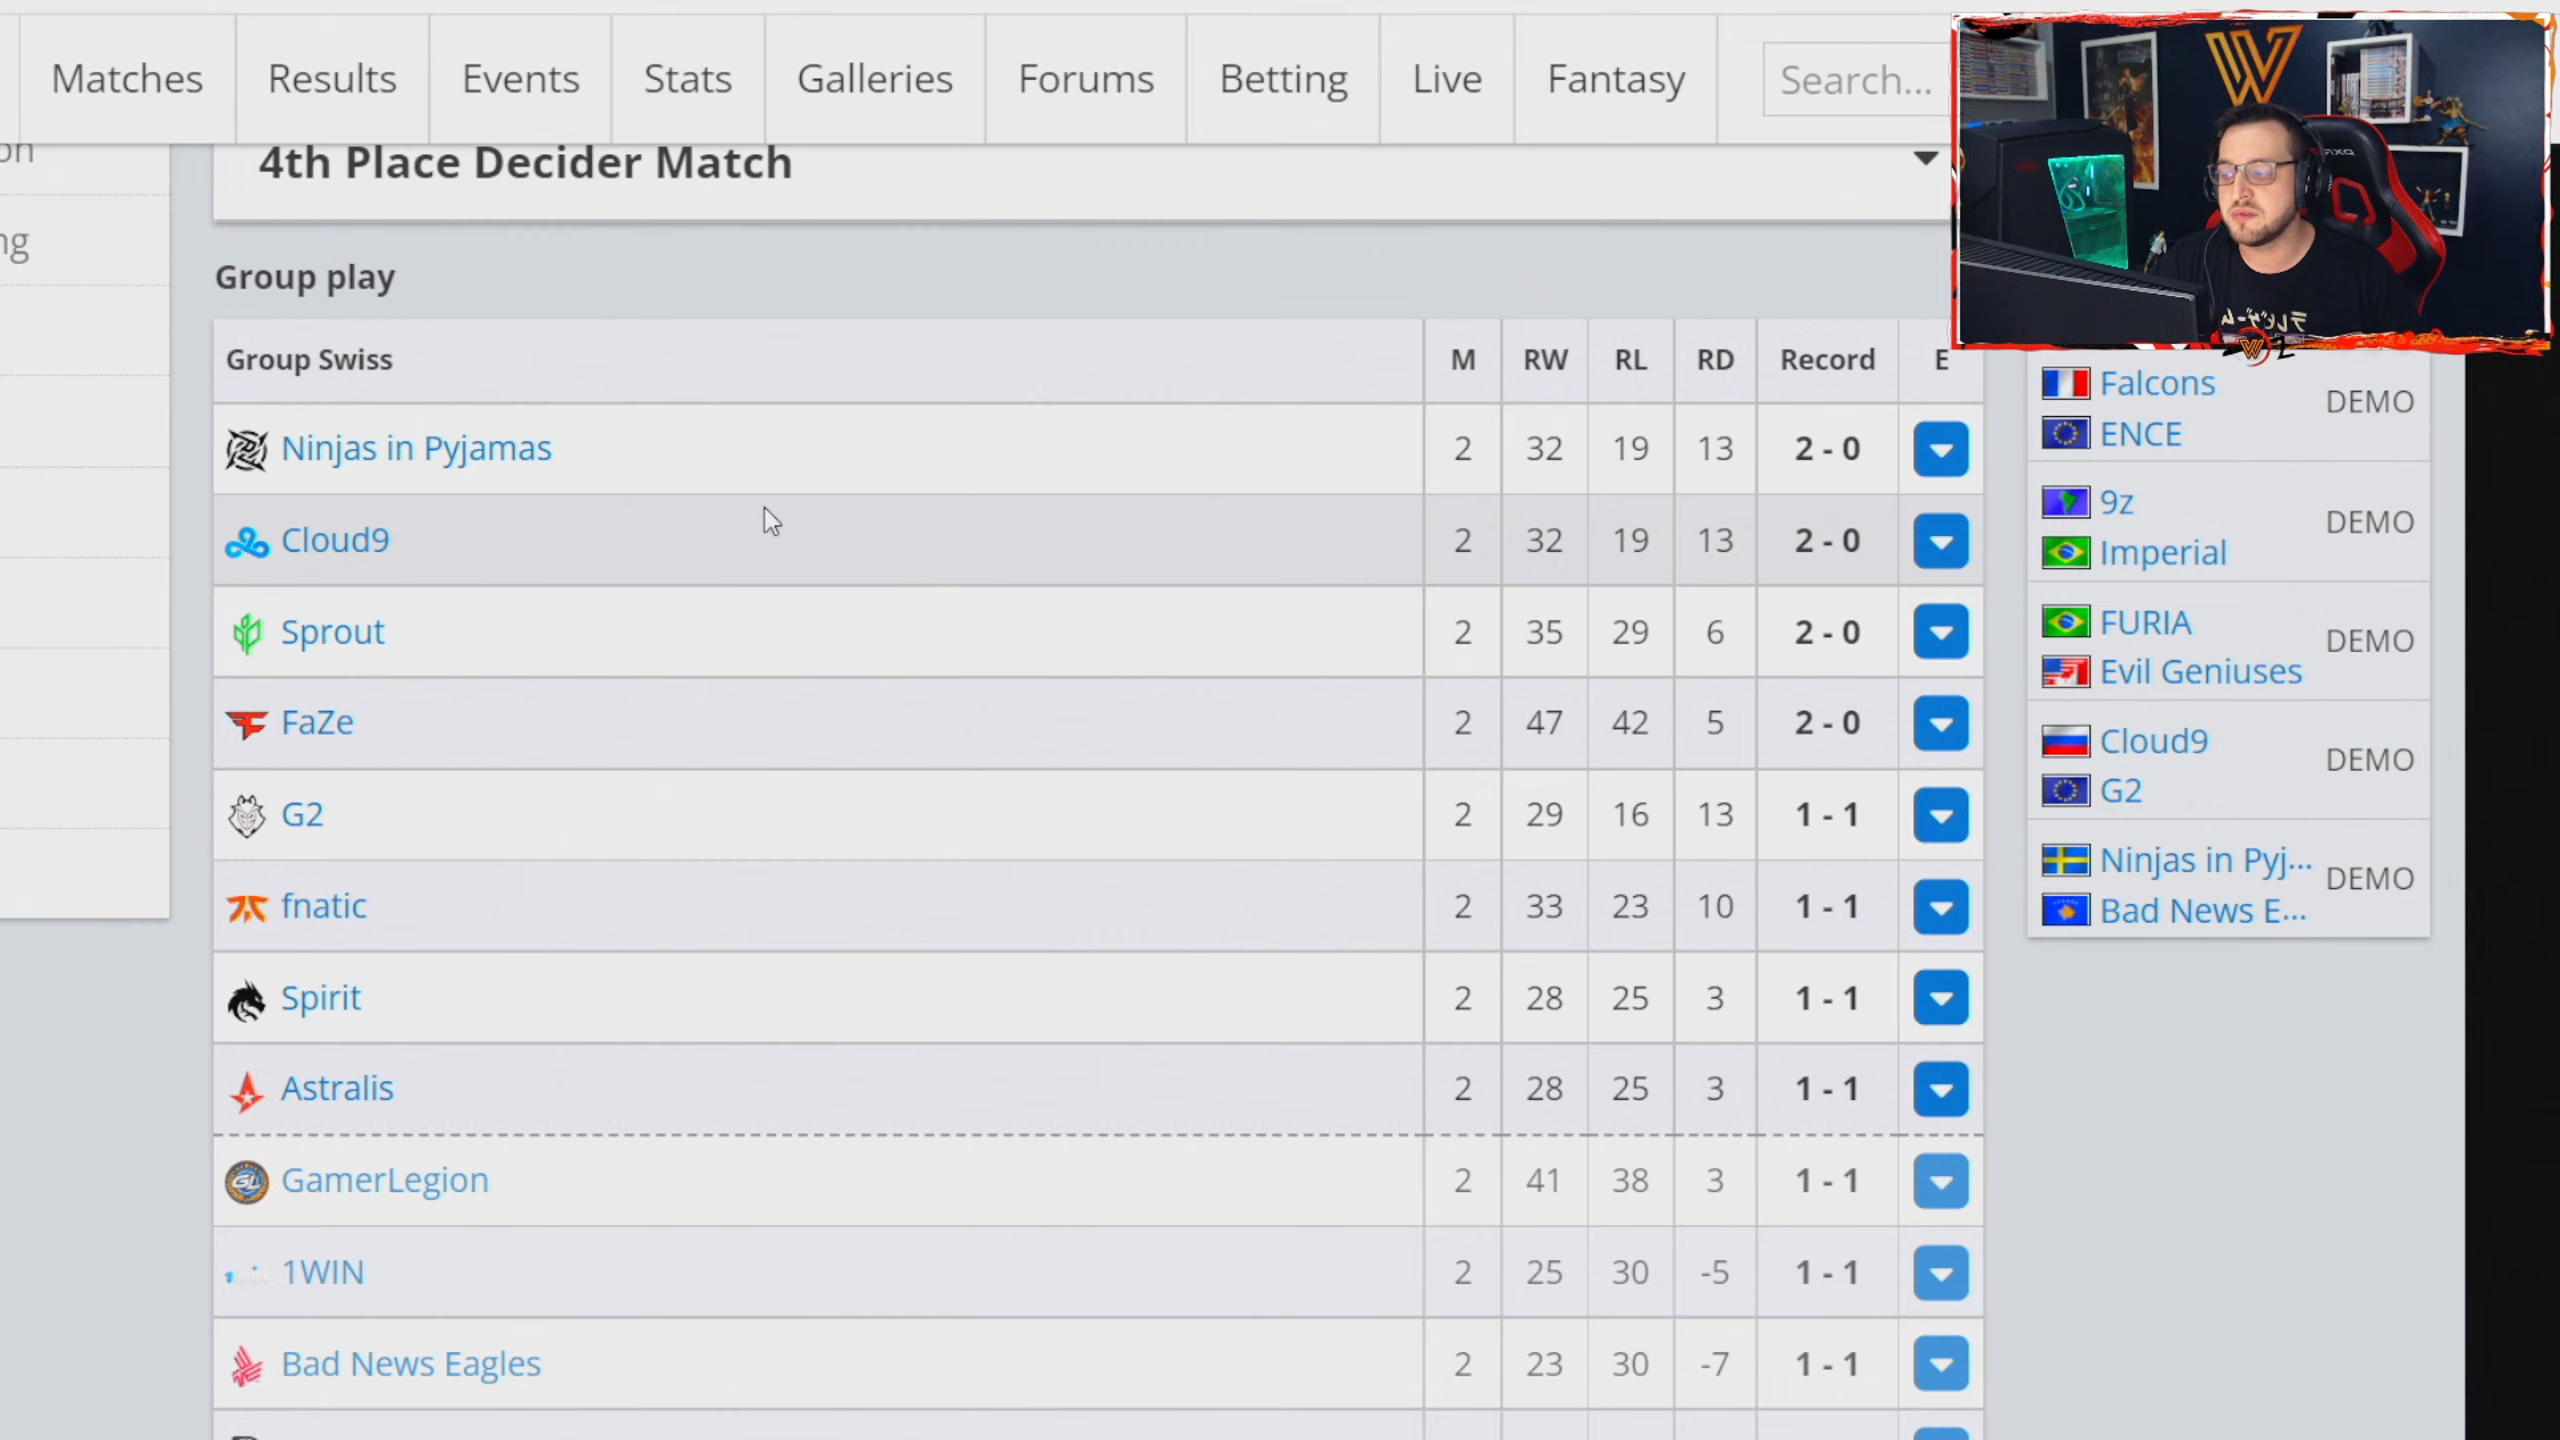 Matches Results Events Stats Galleries Forums Betting Live Fantasy Search...
on
4th Place Decider Match
ng
Group play
Group Swiss M RW RL RD Record E
Ninjas in Pyjamas 2 32 19 13 2 - 0
Cloud9 2 32 19 13 2 - 0
Sprout 2 35 29 6 2 - 0
FaZe 2 47 42 5 2 - 0
G2 2 29 16 13 1 - 1
fnatic 2 33 23 10 1 - 1
Spirit 2 28 25 3 1 - 1
Astralis 2 28 25 3 1 - 1
GamerLegion 2 41 38 3 1 - 1
1WIN 2 25 30 -5 1 - 1
Bad News Eagles 2 23 30 -7 1 - 1
Falcons
ENCE
DEMO
9z
Imperial
DEMO
FURIA
Evil Geniuses
DEMO
Cloud9
G2
DEMO
Ninjas in Pyj...
Bad News E...
DEMO